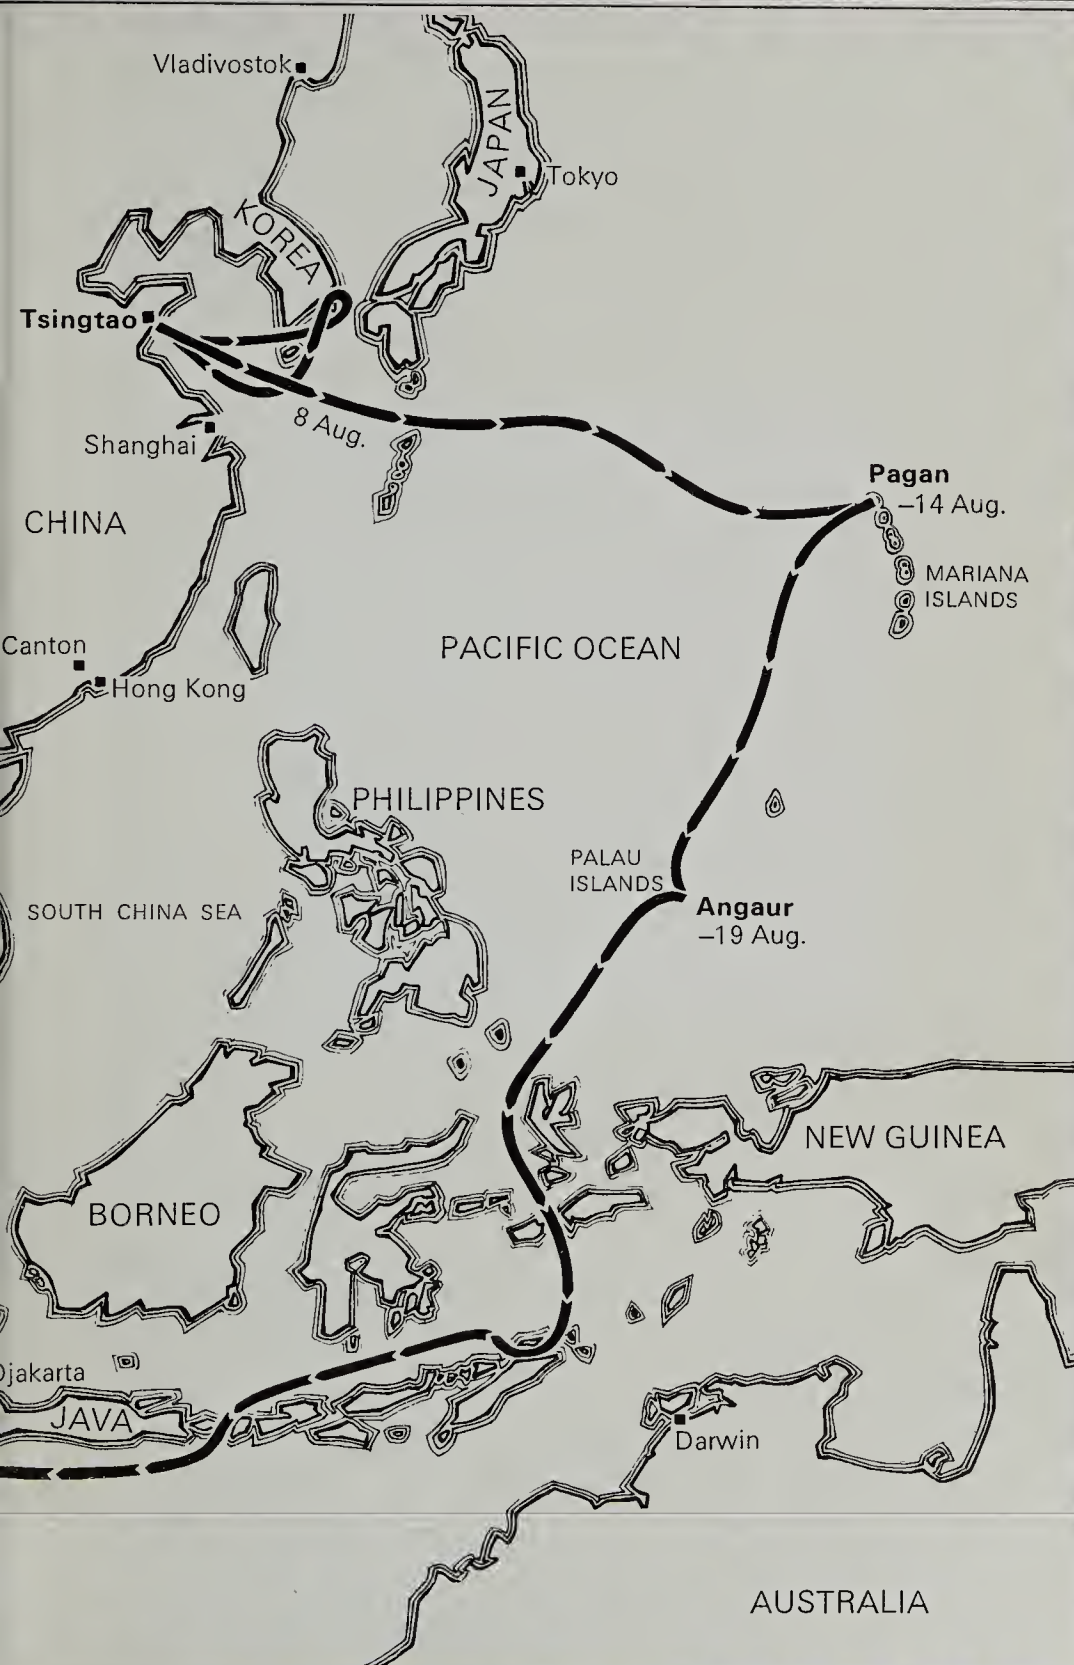 Vladivostok
JAPAN
Tokyo
KOREA
Tsingtao
8 Aug.
Shanghai
Pagan
–14 Aug.
CHINA
MARIANA
ISLANDS
Canton
PACIFIC OCEAN
Hong Kong
PHILIPPINES
PALAU
ISLANDS
SOUTH CHINA SEA
Angaur
–19 Aug.
NEW GUINEA
BORNEO
Djakarta
JAVA
Darwin
AUSTRALIA